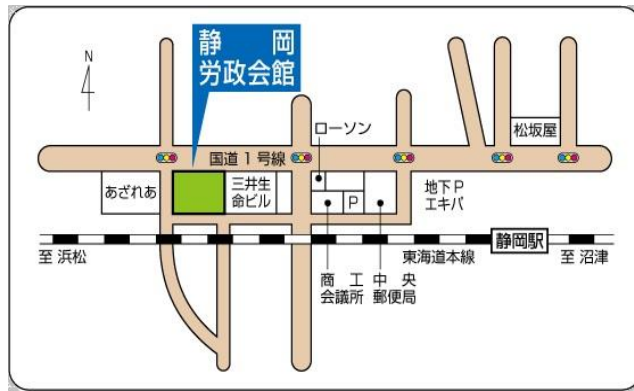 静 岡
労政会館
N
ローソン
松坂屋
国道1号線
あざれあ
三井生
命ビル
P
地下P
エキパ
至 浜松
東海道本線
静岡駅
至 沼津
商 工
会議所
中 央
郵便局